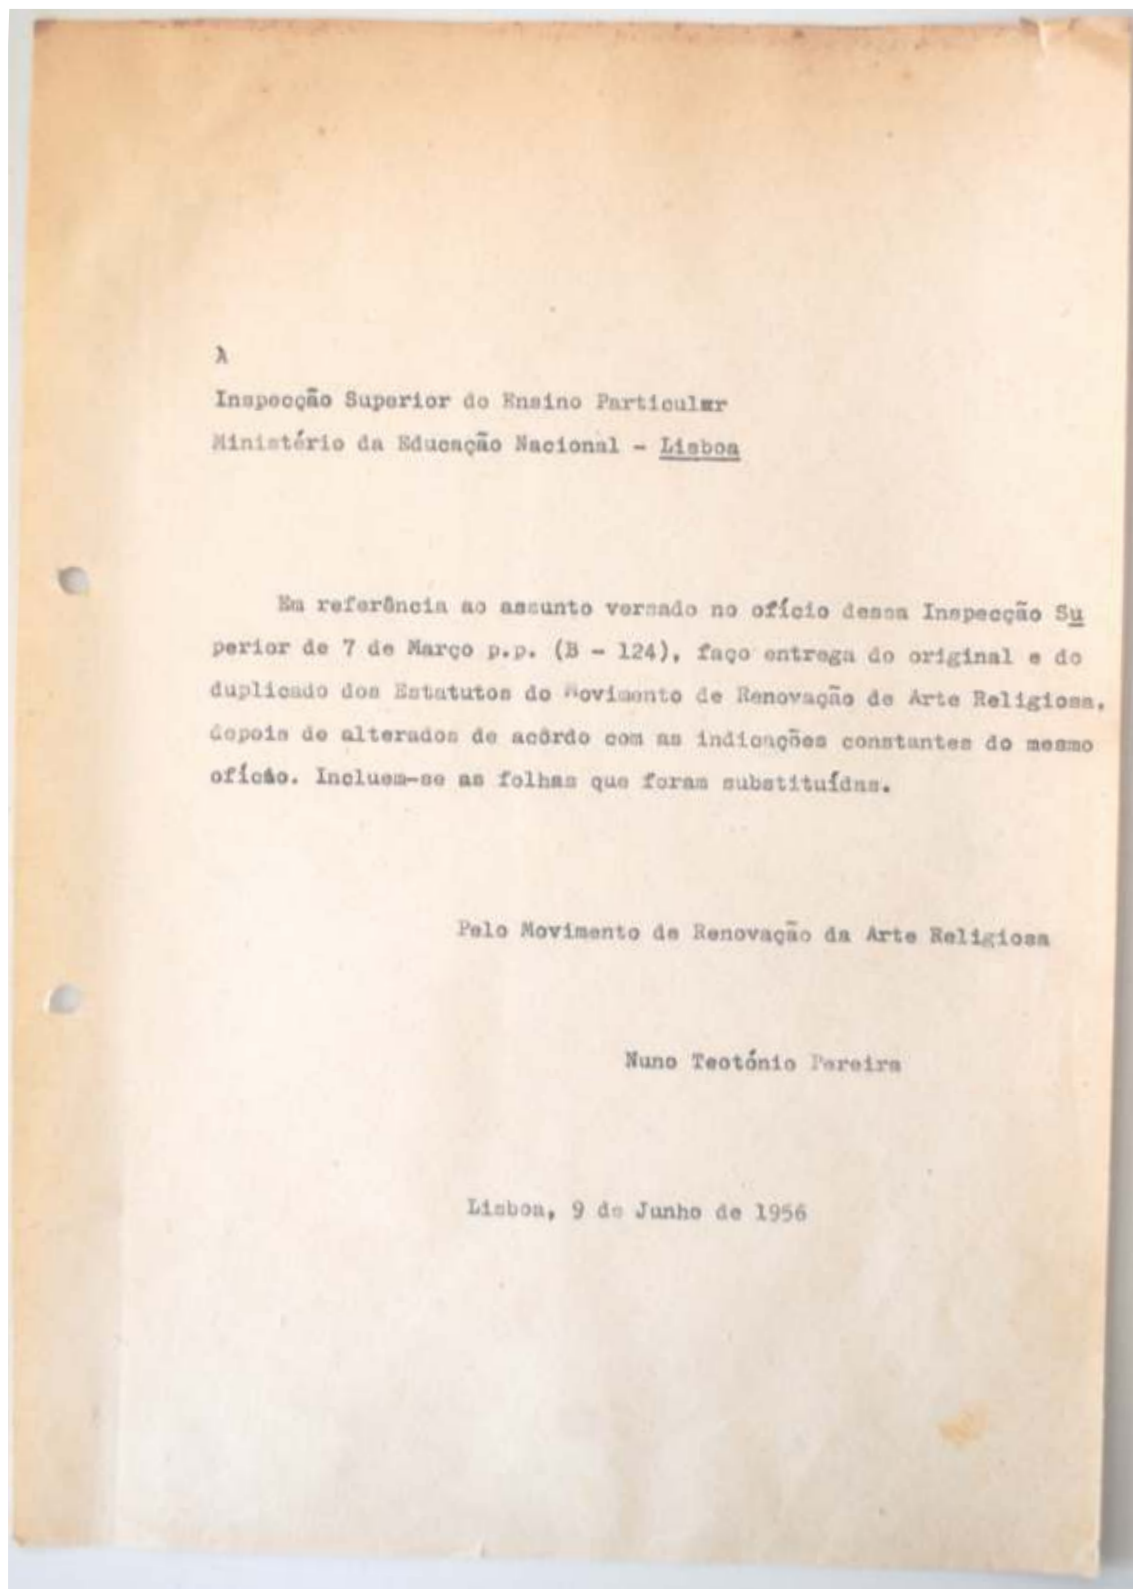 À
Inspecção Superior do Ensino Particular
Ministério da Educação Nacional - Lisboa
Em referência ao assunto versado no ofício dessa Inspecção Su
perior de 7 de Março p.p. (B - 124), faço entrega do original e do
duplicado dos Estatutos do Movimento de Renovação de Arte Religiosa,
depois de alterados de acôrdo com as indicações constantes do mesmo
ofício. Incluem-se as folhas que foram substituídas.
Pelo Movimento de Renovação da Arte Religiosa
Nuno Teotónio Pereira
Lisboa, 9 de Junho de 1956